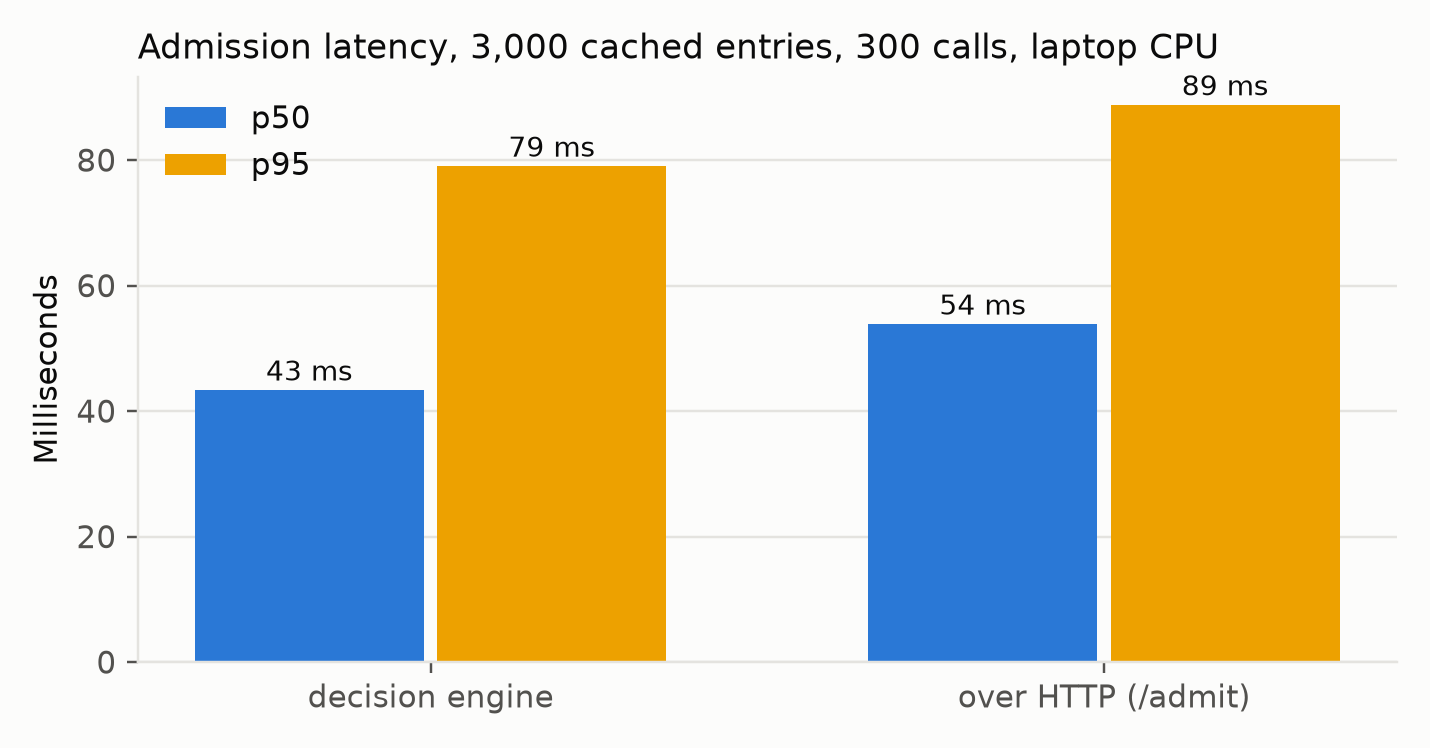 Admission latency, 3,000 cached entries, 300 calls, laptop CPU
p50
p95
43 ms
79 ms
54 ms
89 ms
Milliseconds
80
60
40
20
0
decision engine
over HTTP (/admit)